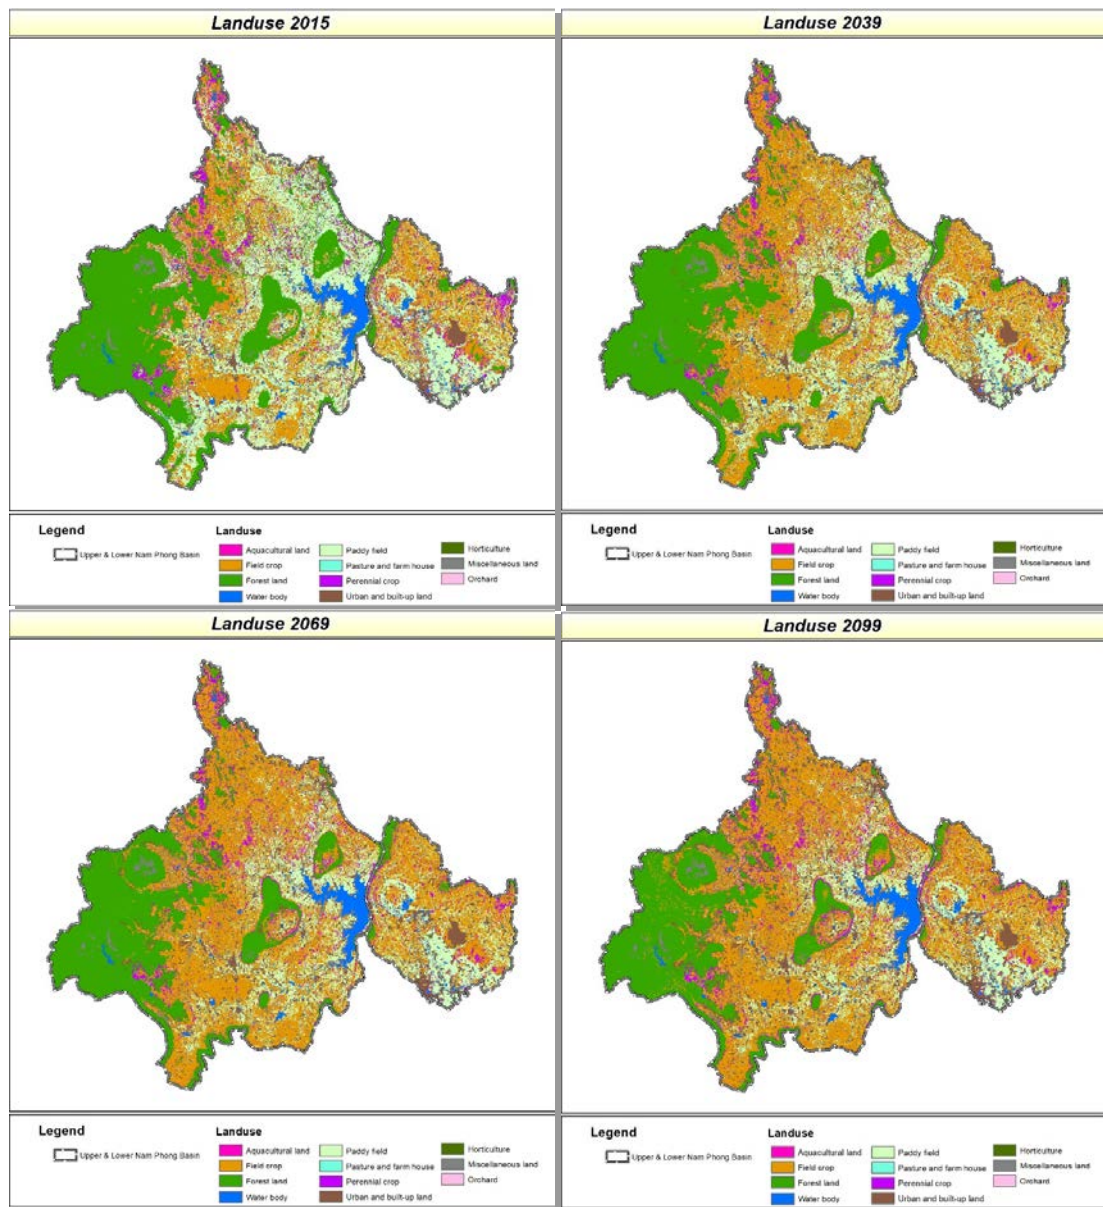 Landuse 2015
Legend
Landuse
Upper & Lower Nam Phong Basin
Aquacultural land
Field crop
Forest land
Water body
Paddy field
Pasture and farm house
Perennial crop
Urban and built-up land
Horticulture
Miscellaneous land
Orchard
Landuse 2039
Legend
Landuse
Upper & Lower Nam Phong Basin
Aquacultural land
Field crop
Forest land
Water body
Paddy field
Pasture and farm house
Perennial crop
Urban and built-up land
Horticulture
Miscellaneous land
Orchard
Landuse 2069
Legend
Landuse
Upper & Lower Nam Phong Basin
Aquacultural land
Field crop
Forest land
Water body
Paddy field
Pasture and farm house
Perennial crop
Urban and built-up land
Horticulture
Miscellaneous land
Orchard
Landuse 2099
Legend
Landuse
Upper & Lower Nam Phong Basin
Aquacultural land
Field crop
Forest land
Water body
Paddy field
Pasture and farm house
Perennial crop
Urban and built-up land
Horticulture
Miscellaneous land
Orchard